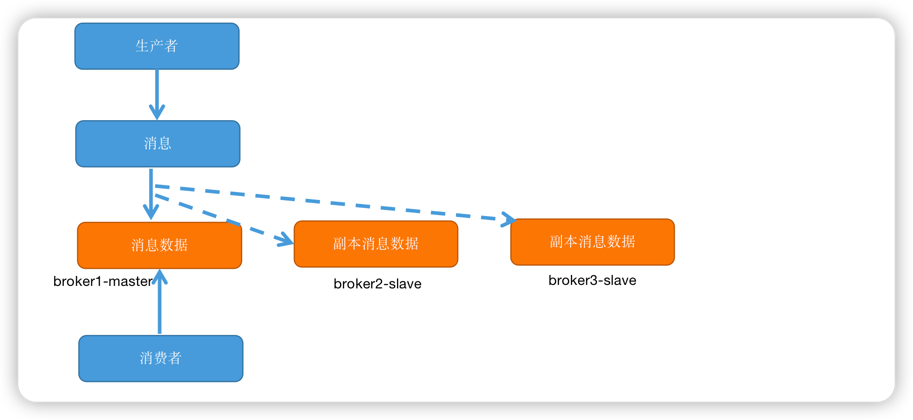 生产者
消息
消息数据
副本消息数据
副本消息数据
broker1-master
broker2-slave
broker3-slave
消费者